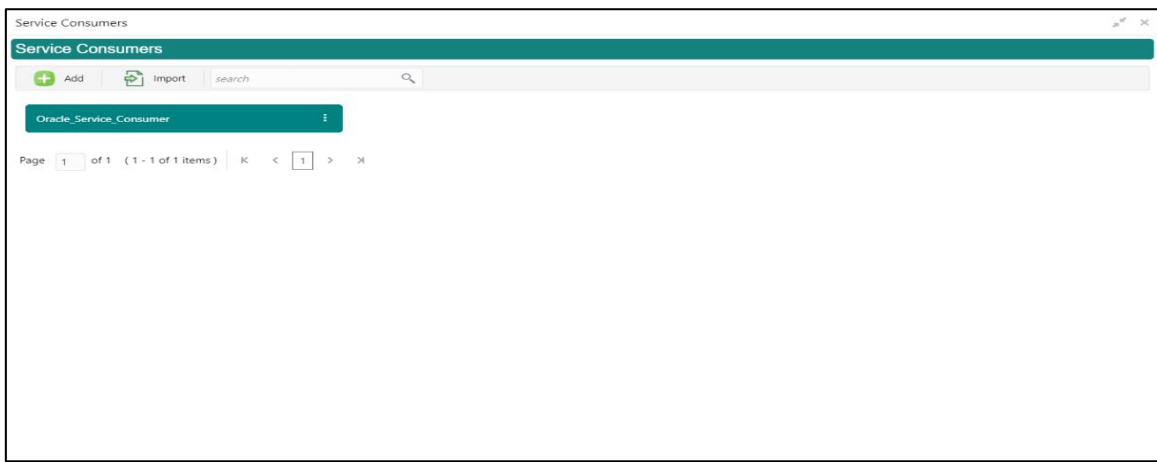 Service Consumers
Service Consumers
Add Import search
Oracle_Service_Consumer
Page 1 of 1 (1 - 1 of 1 items) K < 1 > >|